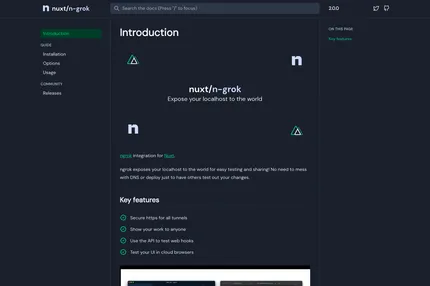 n nuxt/n-grok
Search the docs (Press "/" to focus)
2.0.0
Introduction
GUIDE
Installation
Options
Usage
COMMUNITY
Releases
Introduction
n
nuxt/n-grok
Expose your localhost to the world
n
ngrok integration for Nuxt.
ngrok exposes your localhost to the world for easy testing and sharing! No need to mess
with DNS or deploy just to have others test out your changes.
Key features
Secure https for all tunnels
Show your work to anyone
Use the API to test web hooks
Test your UI in cloud browsers
ON THIS PAGE
Key features